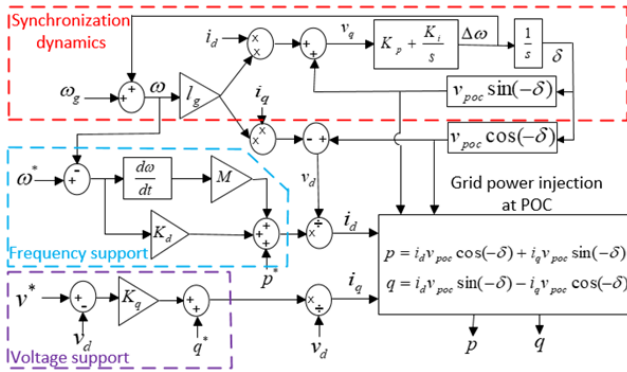 Synchronization
dynamics
i_d
× ×
+ +
v_q
K_p + K_i/s
Δω
1/s
δ
ω_g
+ +
ω
l_g
i_q
v_poc sin(−δ)
× ×
- +
v_poc cos(−δ)
v_d
ω*
- +
dω/dt
M
K_d
+ + +
p*
× ÷
i_d
Frequency support
Grid power injection
at POC
p = i_d v_poc cos(−δ) + i_q v_poc sin(−δ)
q = i_d v_poc sin(−δ) − i_q v_poc cos(−δ)
p
q
v*
+ -
v_d
K_q
+ +
q*
× ÷
v_d
i_q
Voltage support